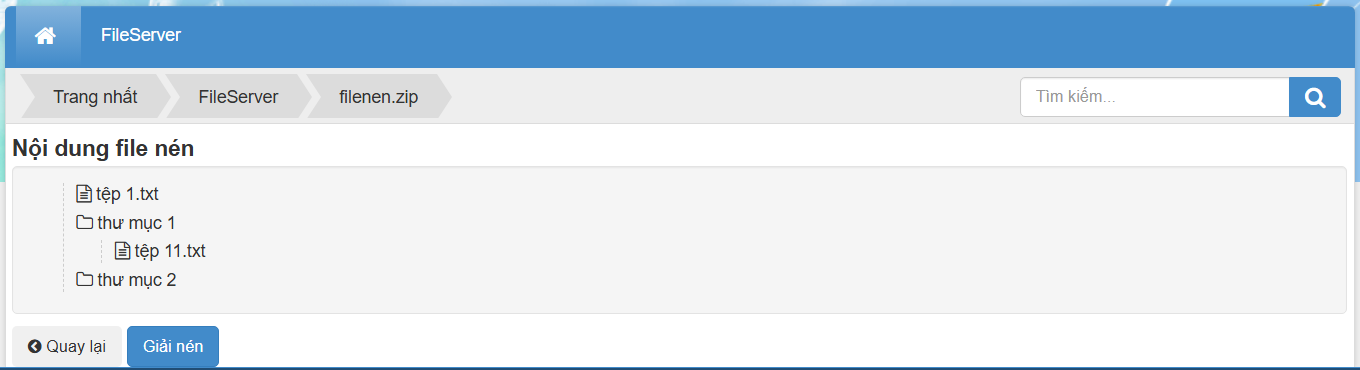 FileServer
Trang nhất FileServer filenen.zip Tìm kiếm...
Nội dung file nén
tệp 1.txt
thư mục 1
tệp 11.txt
thư mục 2
Quay lại Giải nén